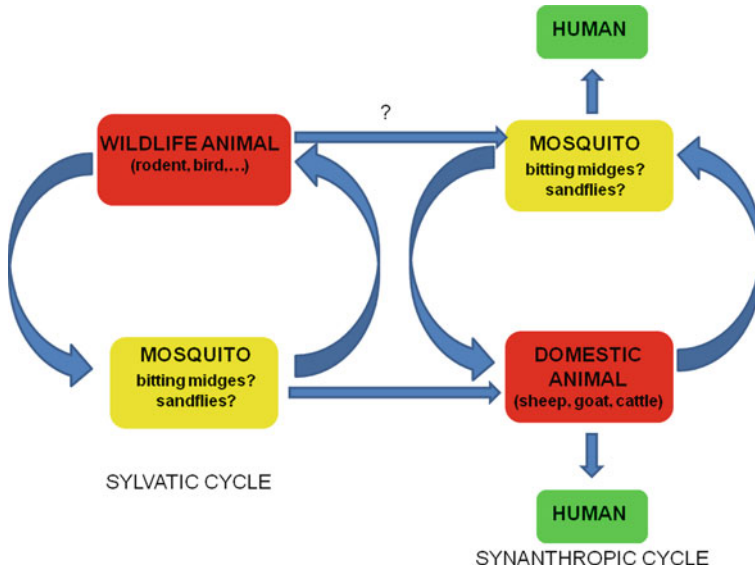 HUMAN
?
WILDLIFE ANIMAL
(rodent, bird,...)
MOSQUITO
bitting midges?
sandflies?
MOSQUITO
bitting midges?
sandflies?
DOMESTIC
ANIMAL
(sheep, goat, cattle)
SYLVATIC CYCLE
HUMAN
SYNANTHROPIC CYCLE